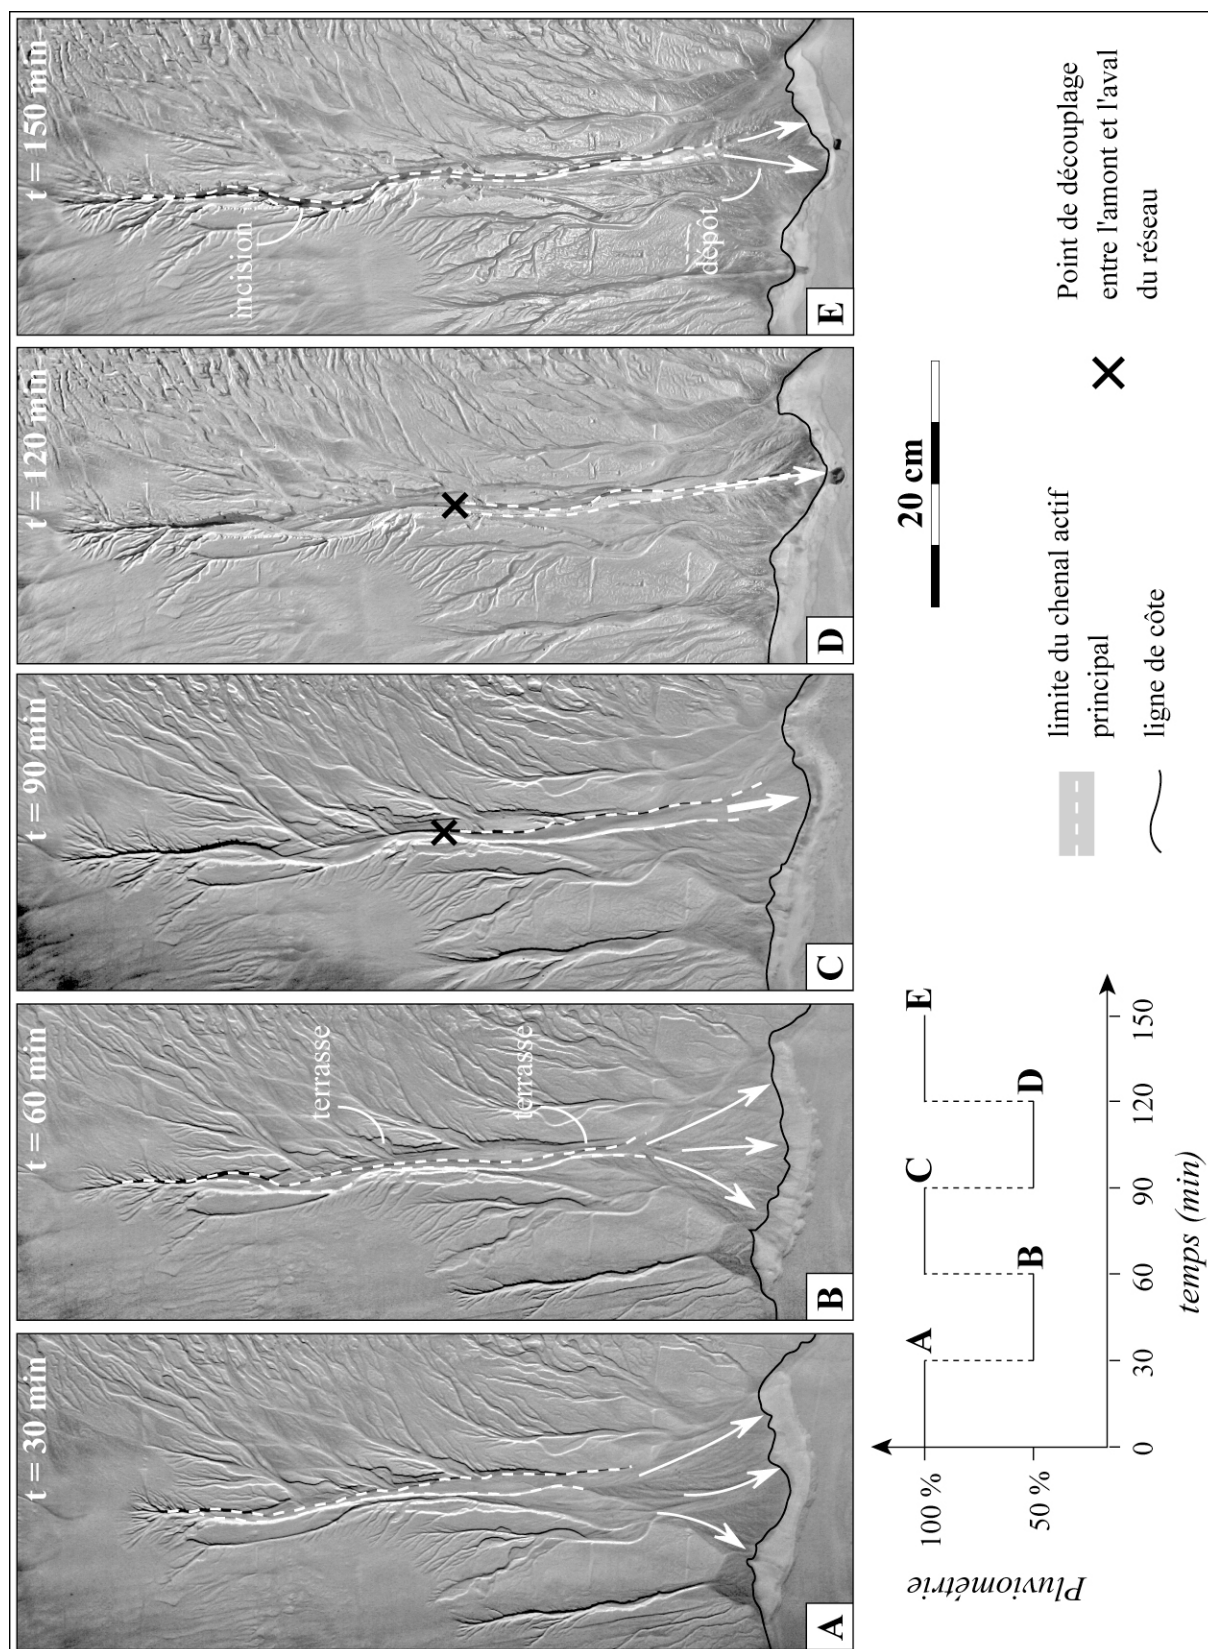 t = 30 min
A
t = 60 min
terrasse
terrasse
B
t = 90 min
C
t = 120 min
D
t = 150 min
incision
dépôt
E
Pluviométrie
100 %
50 %
A
B
C
D
E
0
30
60
90
120
150
temps (min)
20 cm
limite du chenal actif
principal
ligne de côte
Point de découplage
entre l'amont et l'aval
du réseau